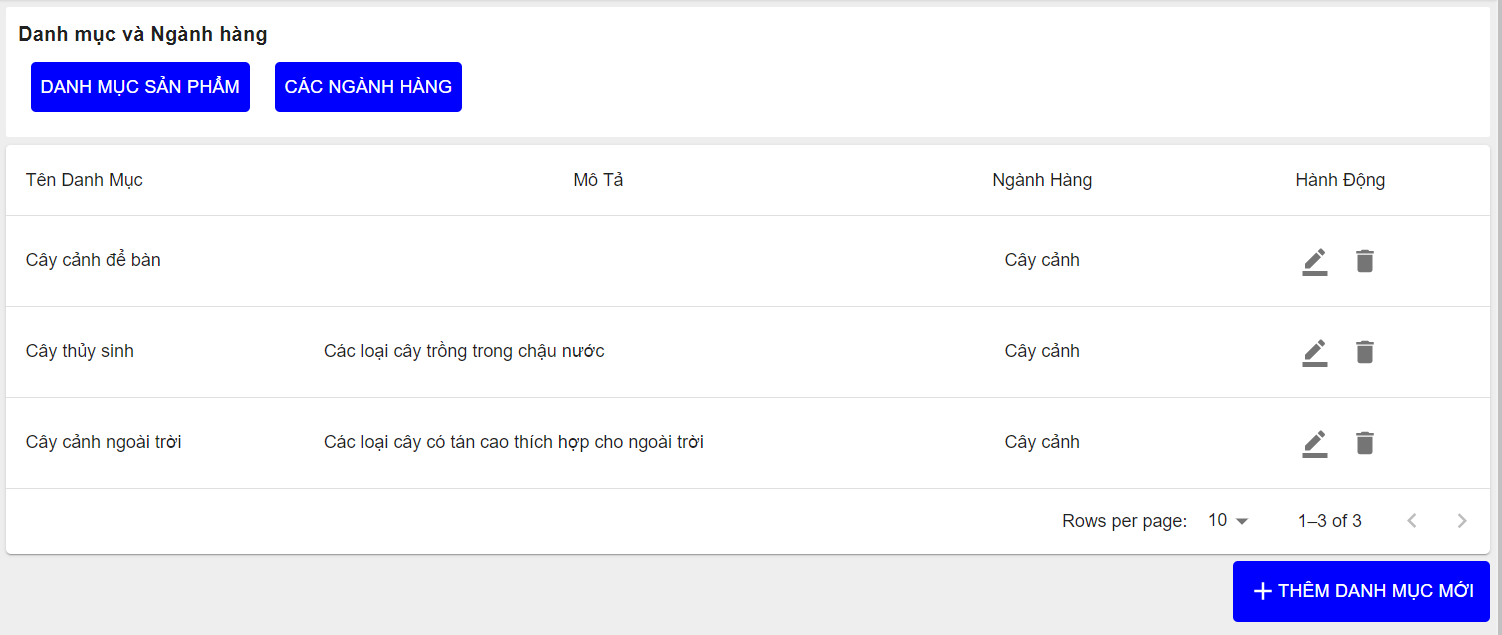 Danh mục và Ngành hàng
DANH MỤC SẢN PHẨM CÁC NGÀNH HÀNG
Tên Danh Mục Mô Tả Ngành Hàng Hành Động
Cây cảnh để bàn Cây cảnh
Cây thủy sinh Các loại cây trồng trong chậu nước Cây cảnh
Cây cảnh ngoài trời Các loại cây có tán cao thích hợp cho ngoài trời Cây cảnh
Rows per page: 10 1–3 of 3
THÊM DANH MỤC MỚI